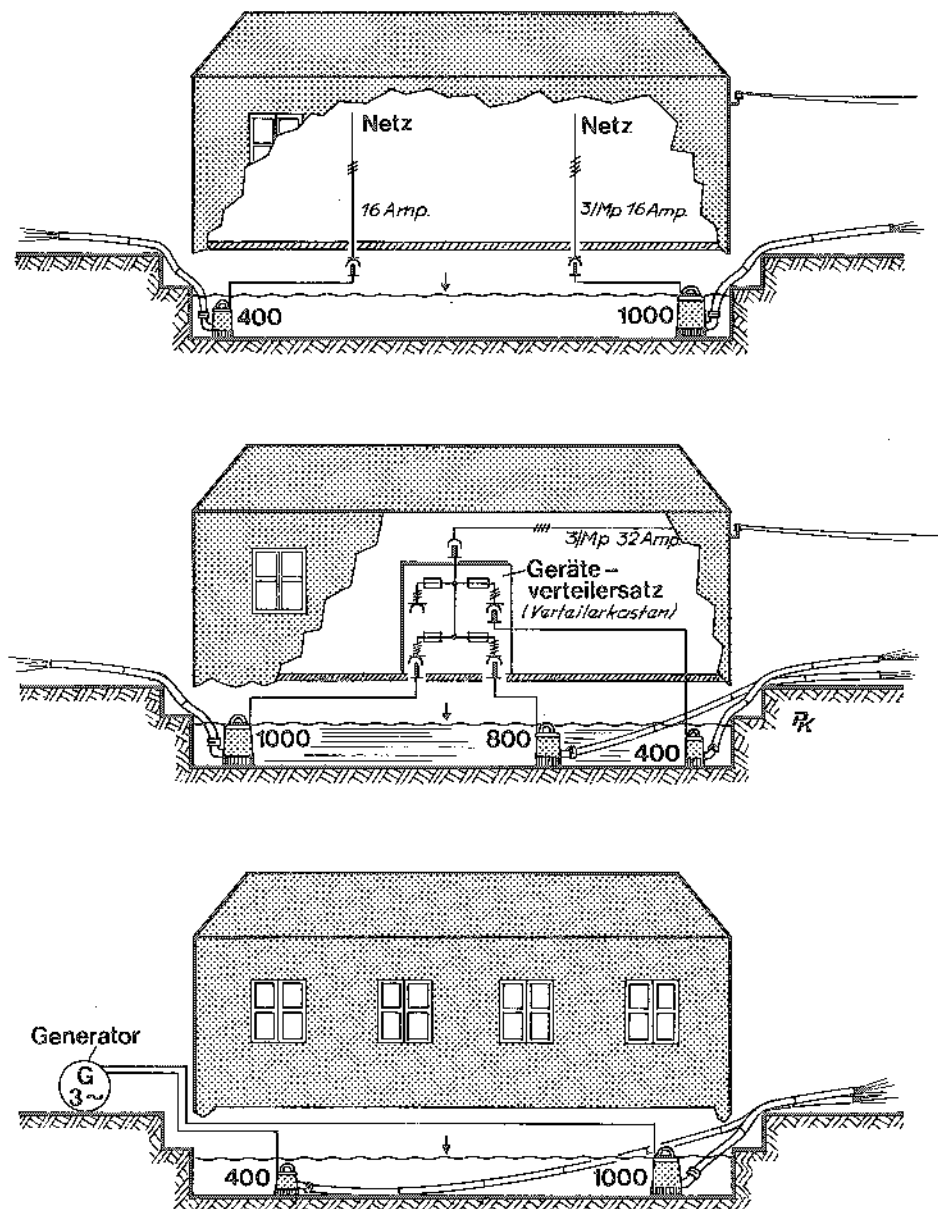 Netz
Netz
16 Amp.
3/Mp 16 Amp.
400
1000
3/Mp 32 Amp.
Geräte-
verteilersatz
(Verteilerkasten)
1000
800
400
PK
Generator
G
3~
400
1000